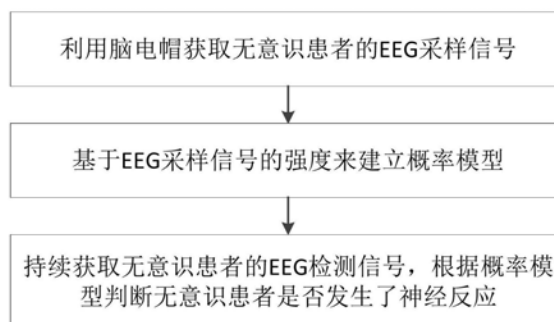 利用脑电帽获取无意识患者的EEG采样信号
基于EEG采样信号的强度来建立概率模型
持续获取无意识患者的EEG检测信号，根据概率模
型判断无意识患者是否发生了神经反应